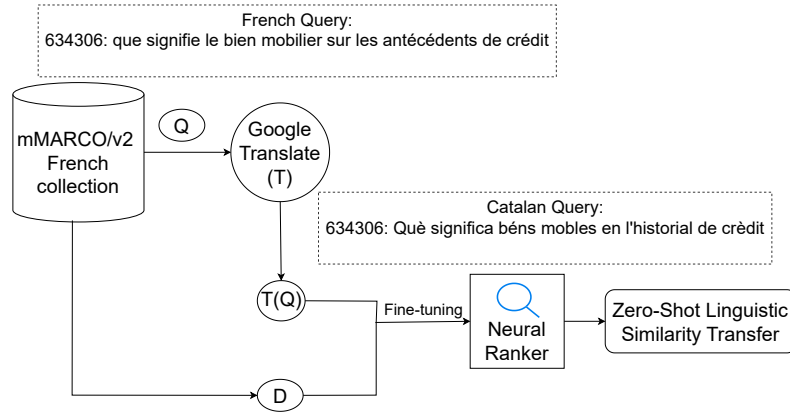 French Query:
634306: que signifie le bien mobilier sur les antécédents de crédit
mMARCO/v2
French
collection
Q
Google
Translate
(T)
Catalan Query:
634306: Què significa béns mobles en l'historial de crèdit
T(Q)
Fine-tuning
Neural
Ranker
Zero-Shot Linguistic
Similarity Transfer
D